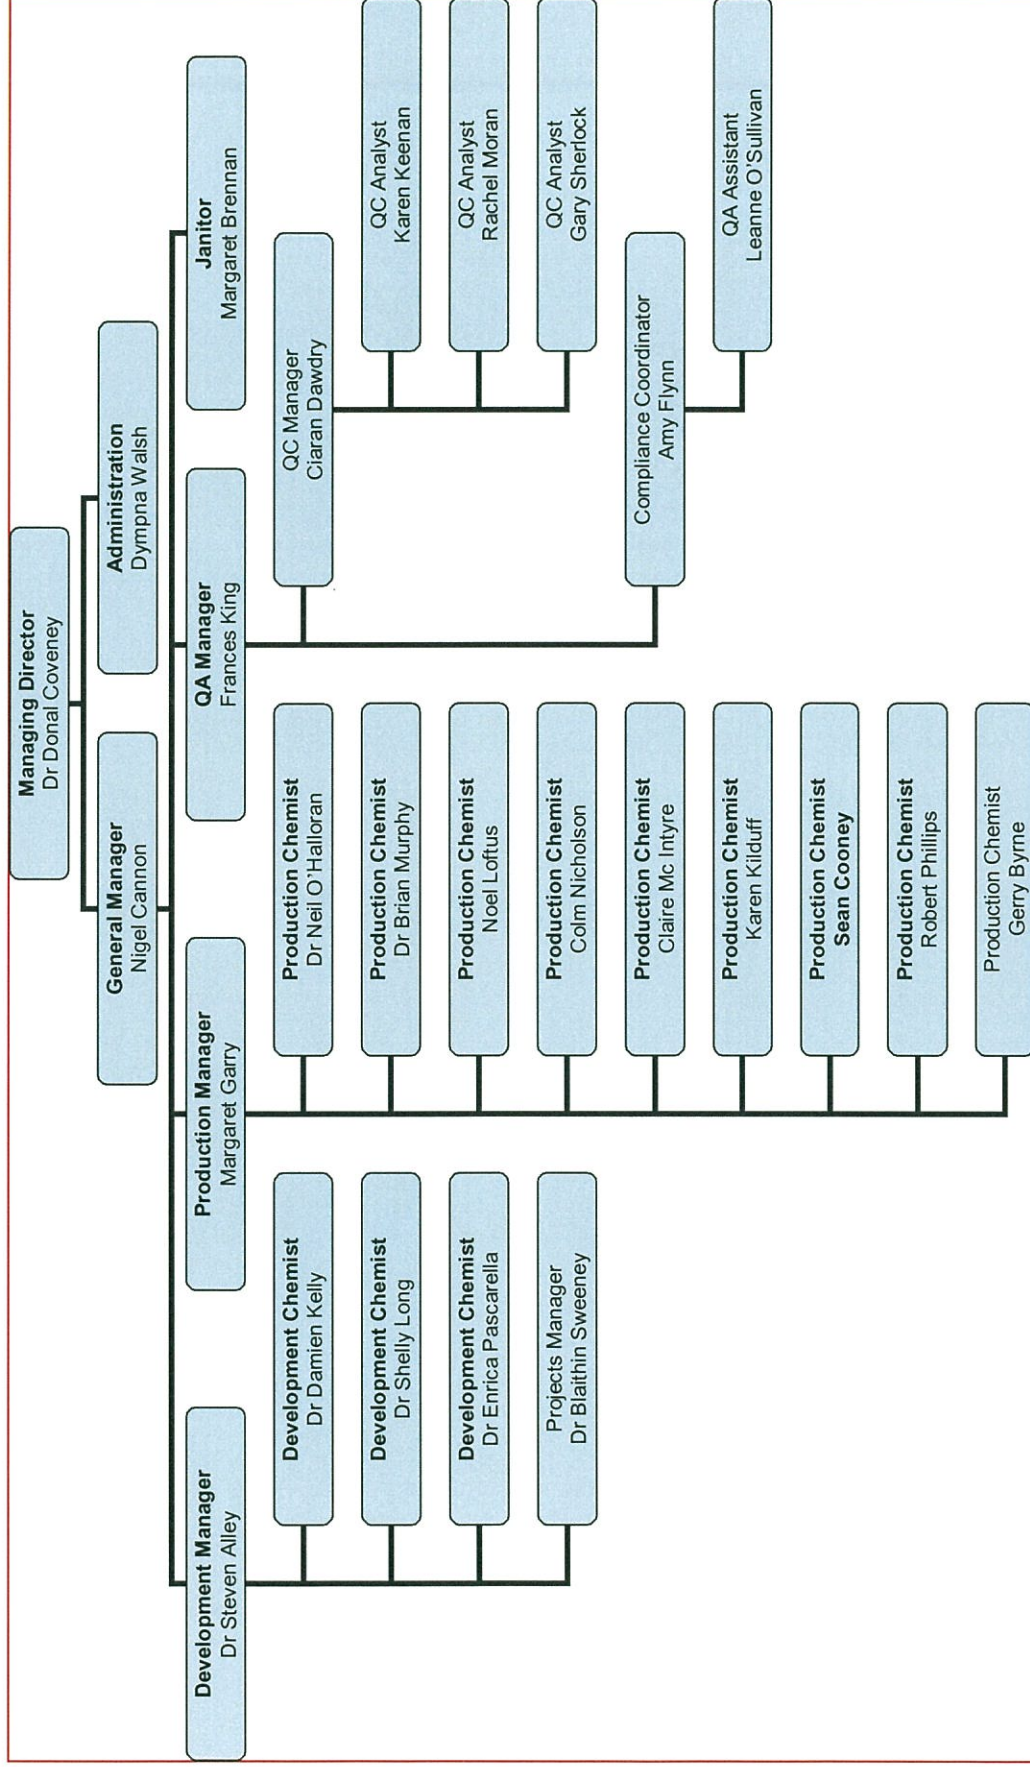 Managing Director
Dr Donal Coveney
General Manager
Nigel Cannon
Administration
Dympna Walsh
Development Manager
Dr Steven Alley
Production Manager
Margaret Garry
QA Manager
Frances King
Janitor
Margaret Brennan
Development Chemist
Dr Damien Kelly
Development Chemist
Dr Shelly Long
Development Chemist
Dr Enrica Pascarella
Projects Manager
Dr Blaithin Sweeney
Production Chemist
Dr Neil O'Halloran
Production Chemist
Dr Brian Murphy
Production Chemist
Noel Loftus
Production Chemist
Colm Nicholson
Production Chemist
Claire Mc Intyre
Production Chemist
Karen Kilduff
Production Chemist
Sean Cooney
Production Chemist
Robert Phillips
Production Chemist
Gerry Byrne
QC Manager
Ciaran Dawdry
QC Analyst
Karen Keenan
QC Analyst
Rachel Moran
QC Analyst
Gary Sherlock
Compliance Coordinator
Amy Flynn
QA Assistant
Leanne O'Sullivan